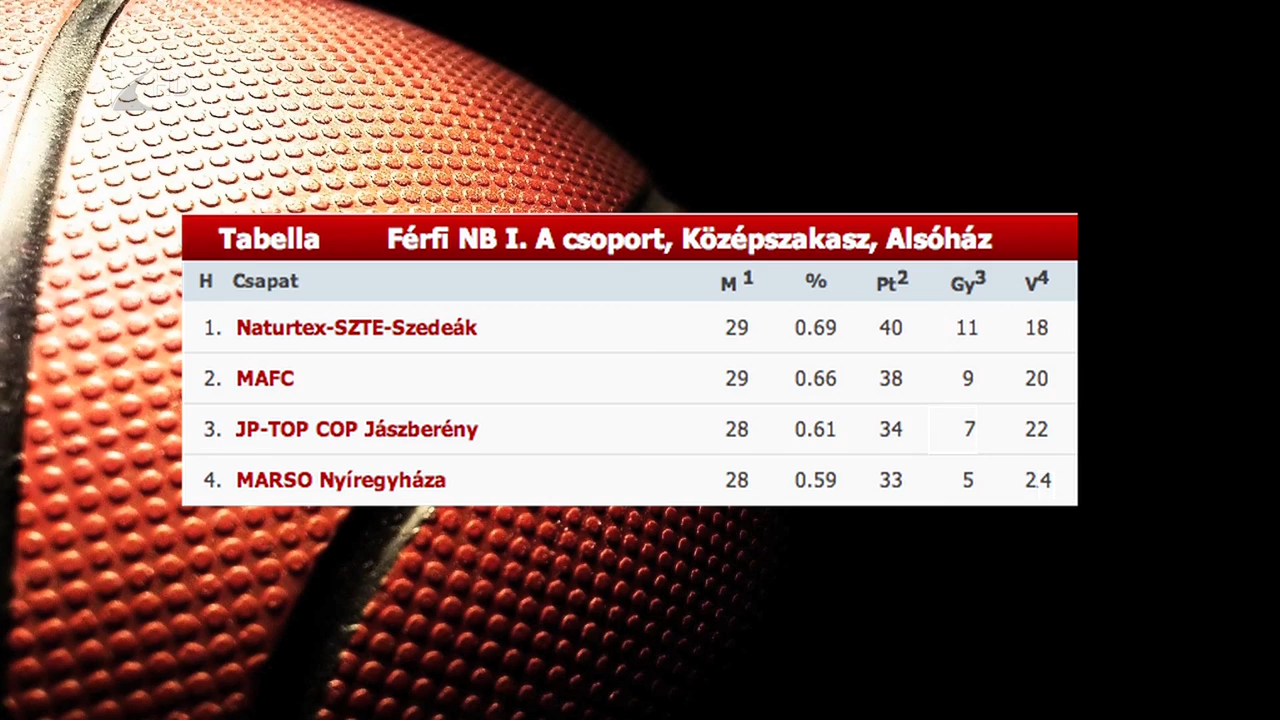 HD
Tabella Férfi NB I. A csoport, Középszakasz, Alsóház
H Csapat M 1 % Pt2 Gy3 V4
1. Naturtex-SZTE-Szedeák 29 0.69 40 11 18
2. MAFC 29 0.66 38 9 20
3. JP-TOP COP Jászberény 28 0.61 34 7 22
4. MARSO Nyíregyháza 28 0.59 33 5 24